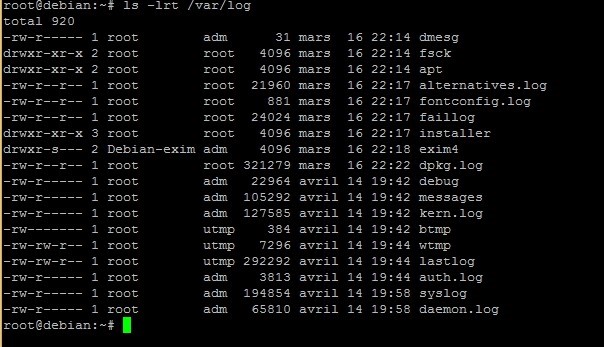 root@debian:~# ls -lrt /var/log
total 920
-rw-r----- 1 root        adm      31 mars  16 22:14 dmesg
drwxr-xr-x 2 root        root   4096 mars  16 22:14 fsck
drwxr-xr-x 2 root        root   4096 mars  16 22:14 apt
-rw-r--r-- 1 root        root  21960 mars  16 22:17 alternatives.log
-rw-r--r-- 1 root        root    881 mars  16 22:17 fontconfig.log
-rw-r--r-- 1 root        root  24024 mars  16 22:17 faillog
drwxr-xr-x 3 root        root   4096 mars  16 22:17 installer
drwxr-s--- 2 Debian-exim adm    4096 mars  16 22:18 exim4
-rw-r--r-- 1 root        root 321279 mars  16 22:22 dpkg.log
-rw-r----- 1 root        adm   22964 avril 14 19:42 debug
-rw-r----- 1 root        adm  105292 avril 14 19:42 messages
-rw-r----- 1 root        adm  127585 avril 14 19:42 kern.log
-rw------- 1 root        utmp    384 avril 14 19:42 btmp
-rw-rw-r-- 1 root        utmp   7296 avril 14 19:44 wtmp
-rw-rw-r-- 1 root        utmp 292292 avril 14 19:44 lastlog
-rw-r----- 1 root        adm    3813 avril 14 19:44 auth.log
-rw-r----- 1 root        adm  194854 avril 14 19:58 syslog
-rw-r----- 1 root        adm   65810 avril 14 19:58 daemon.log
root@debian:~#